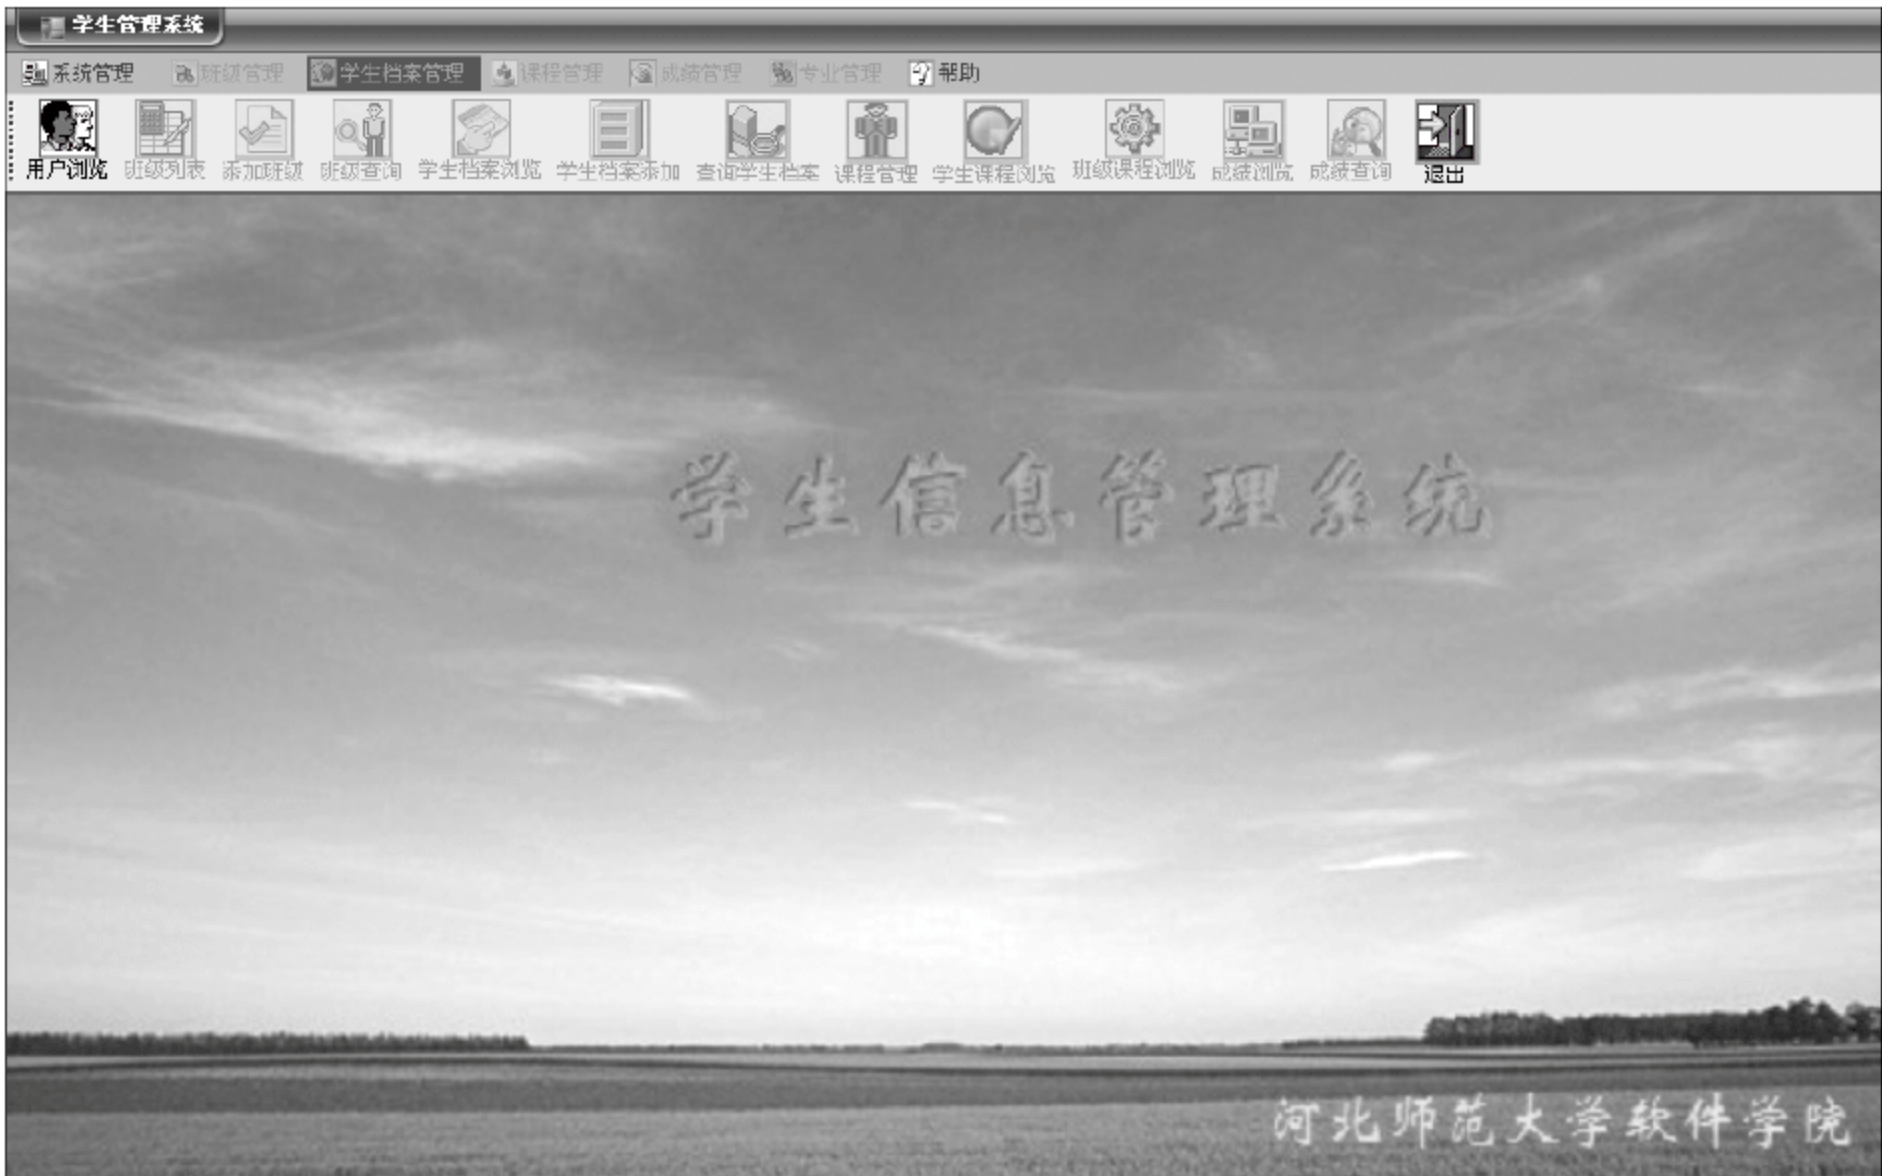 学生管理系统
系统管理 班级管理 学生档案管理 课程管理 成绩管理 专业管理 帮助
用户浏览 班级列表 添加班级 班级查询 学生档案浏览 学生档案添加 查询学生档案 课程管理 学生课程浏览 班级课程浏览 成绩浏览 成绩查询 退出
学生信息管理系统
河北师范大学软件学院